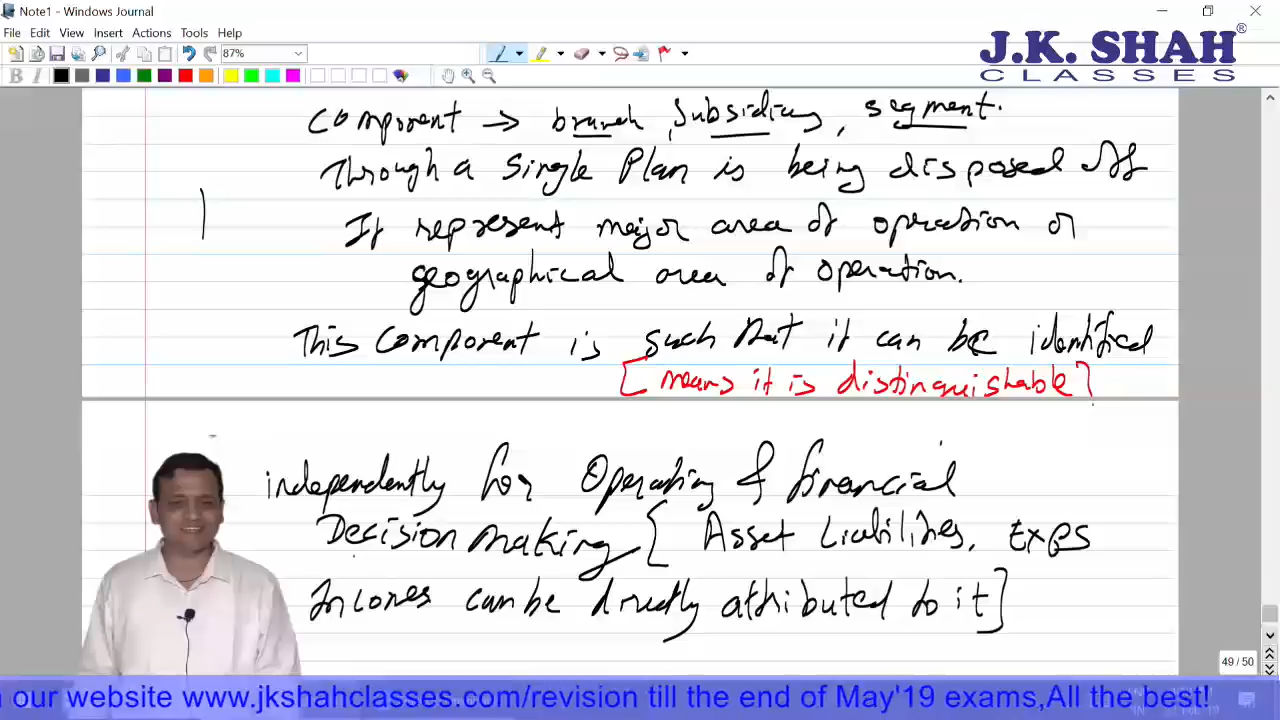 Note1 - Windows Journal
File Edit View Insert Actions Tools Help
87%
B I
J.K. SHAH®
CLASSES
Component → branch, Subsidiary, segment.
Through a Single Plan is being disposed off
If represent major area of operation or
geographical area of operation.
This Component is such that it can be identified
[means it is distinguishable]
independently for Operating & financial
Decision making [Asset Liabilities, Exps
Incomes can be directly attributed to it]
49 / 50
n our website www.jkshahclasses.com/revision till the end of May'19 exams,All the best!